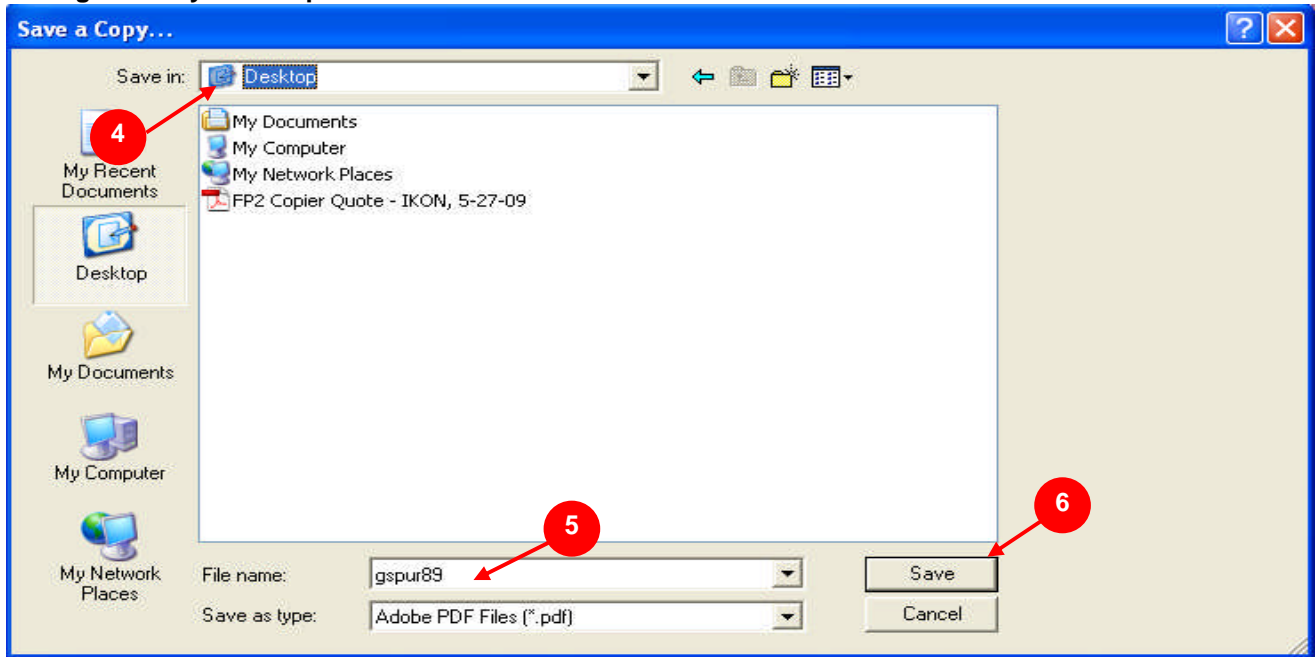 Save a Copy...
Save in: Desktop
4
My Recent
Documents
Desktop
My Documents
My Computer
My Network
Places
My Documents
My Computer
My Network Places
FP2 Copier Quote - IKON, 5-27-09
5
6
File name: gspur89 Save
Save as type: Adobe PDF Files (*.pdf) Cancel